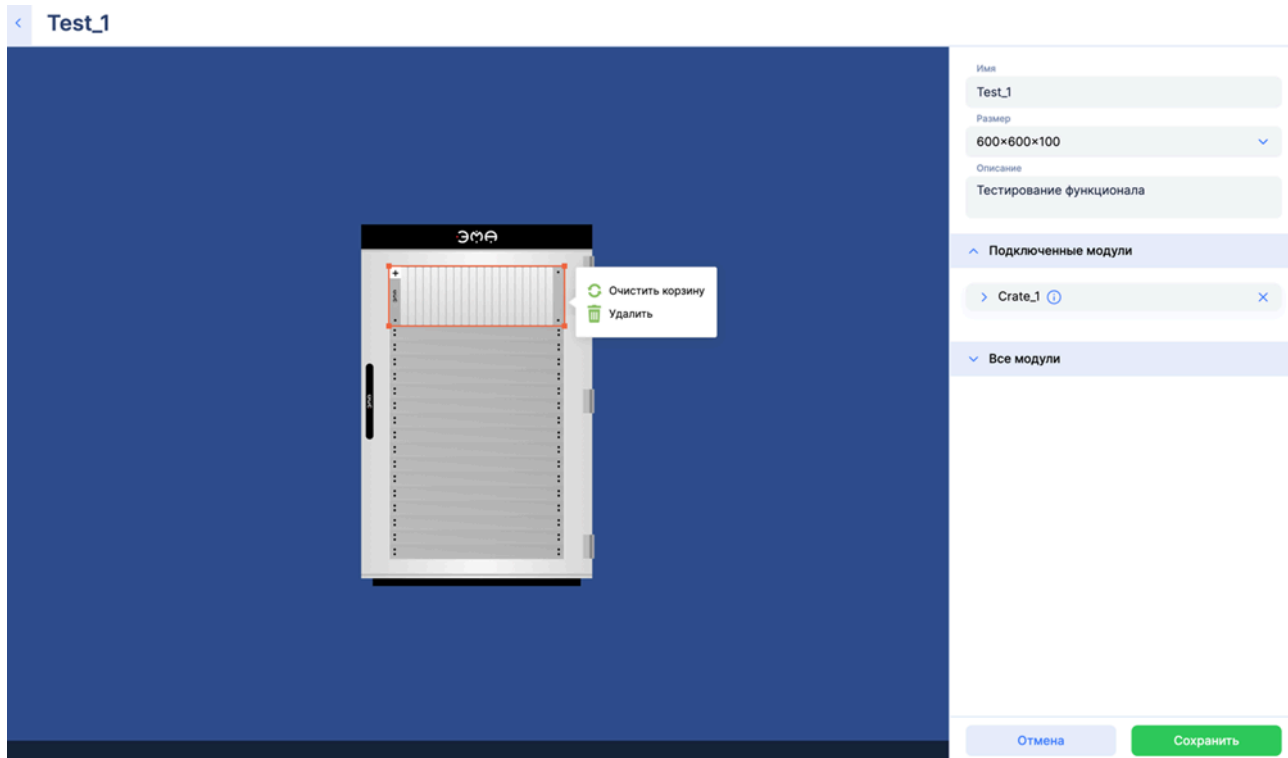 Test_1
Имя
Test_1
Размер
600×600×100
Описание
Тестирование функционала
Подключенные модули
Crate_1
Все модули
Отмена
Сохранить
ЭМА
Очистить корзину
Удалить